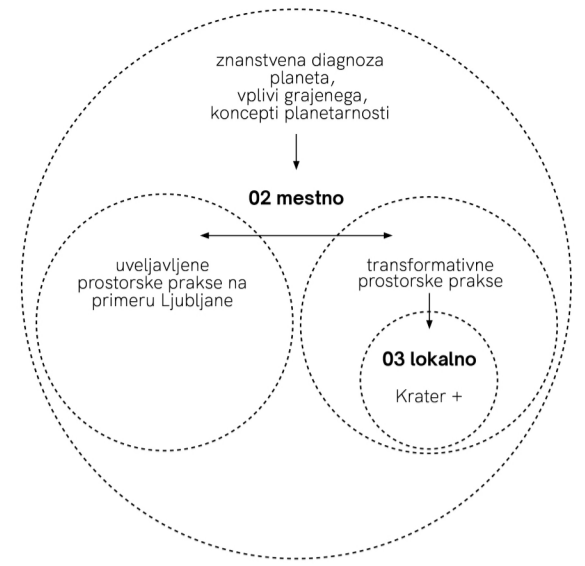 znanstvena diagnoza
planeta,
vplivi grajenega,
koncepti planetarnosti
02 mestno
uveljavljene
prostorske prakse na
primeru Ljubljane
transformativne
prostorske prakse
03 lokalno
Krater +